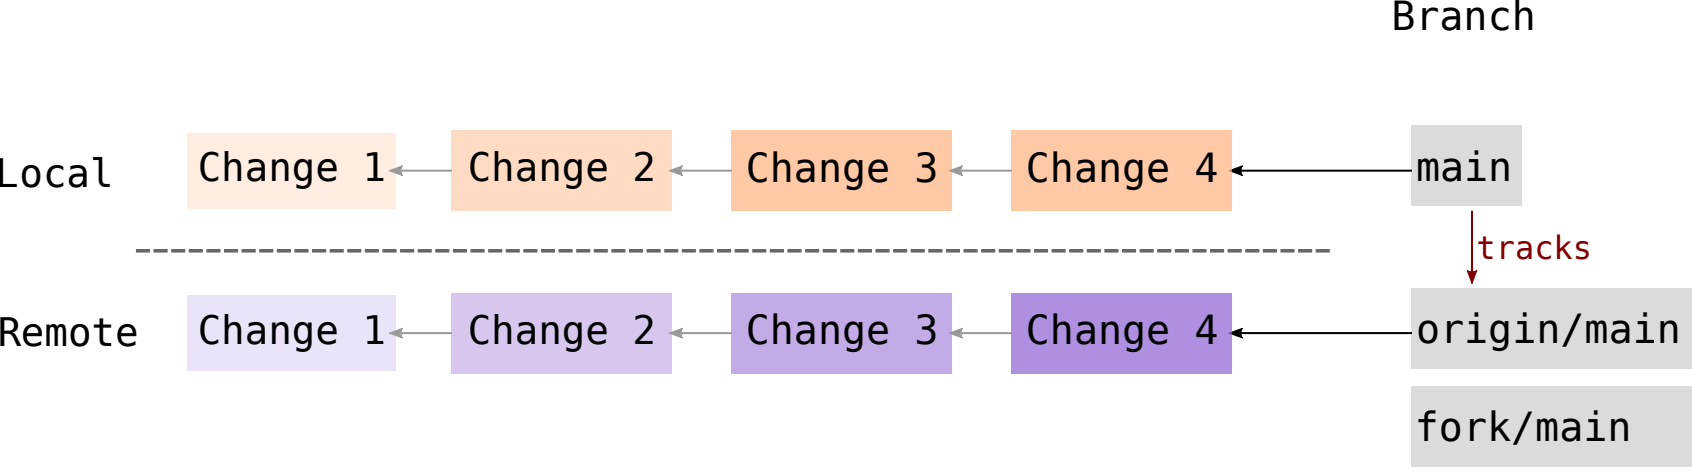 Branch
Local Change 1 Change 2 Change 3 Change 4 main
tracks
Remote Change 1 Change 2 Change 3 Change 4 origin/main
fork/main